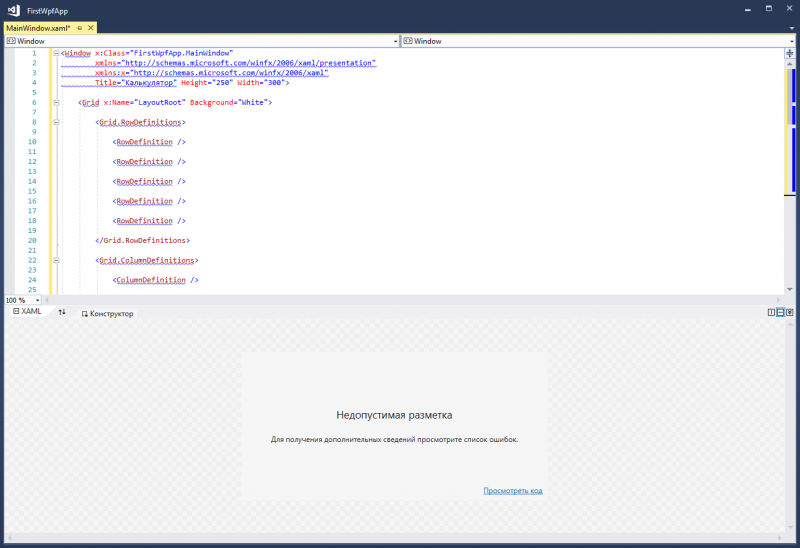 FirstWpfApp
MainWindow.xaml*
Window
Window
1 <Window x:Class="FirstWpfApp.MainWindow"
2 xmlns="http://schemas.microsoft.com/winfx/2006/xaml/presentation"
3 xmlns:x="http://schemas.microsoft.com/winfx/2006/xaml"
4 Title="Калькулятор" Height="250" Width="300">
5
6 <Grid x:Name="LayoutRoot" Background="White">
7
8 <Grid.RowDefinitions>
9
10 <RowDefinition />
11
12 <RowDefinition />
13
14 <RowDefinition />
15
16 <RowDefinition />
17
18 <RowDefinition />
19
20 </Grid.RowDefinitions>
21
22 <Grid.ColumnDefinitions>
23
24 <ColumnDefinition />
25
100 %
XAML
Конструктор
Недопустимая разметка
Для получения дополнительных сведений просмотрите список ошибок.
Просмотреть код